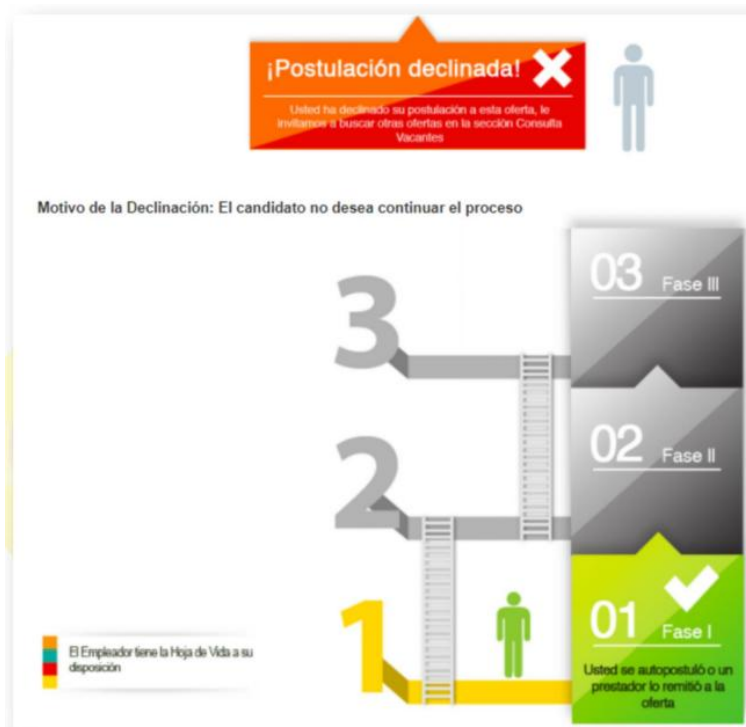 ¡Postulación declinada!
Usted ha declinado su postulación a esta oferta, le
invitamos a buscar otras ofertas en la sección Consulta
Vacantes
Motivo de la Declinación: El candidato no desea continuar el proceso
03 Fase III
3
02 Fase II
2
01 Fase I
1
Usted se autopostuló o un
prestador lo remitió a la
oferta
El Empleador tiene la Hoja de Vida a su
disposición